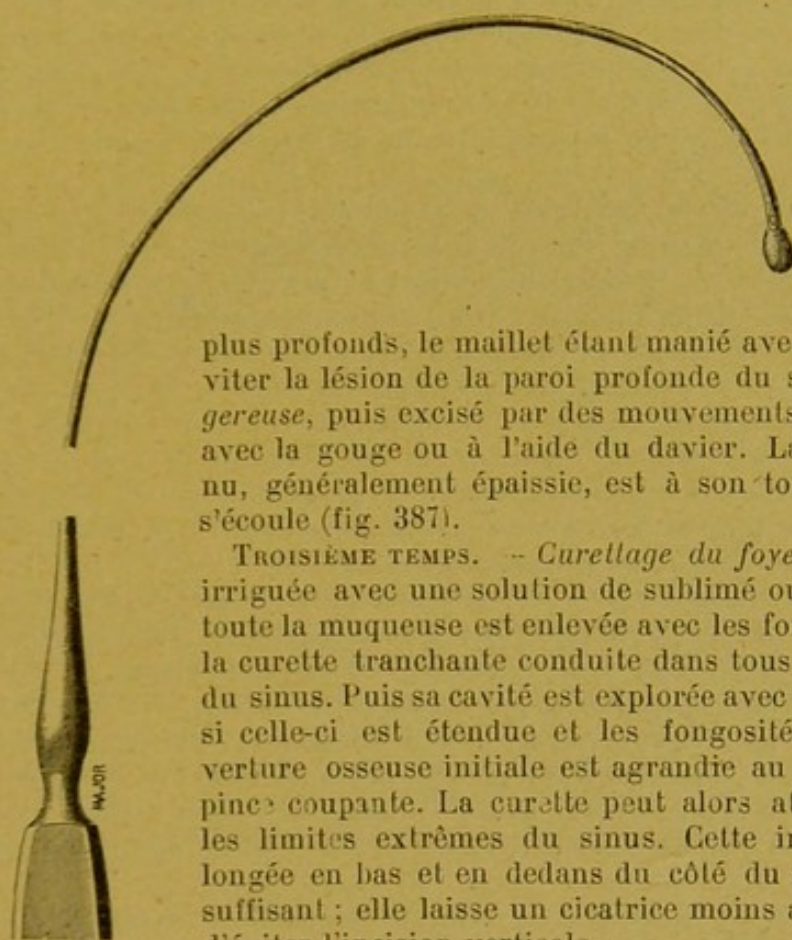 plus profonds, le maillet étant manié ave
viter la lésion de la paroi profonde du s
gereuse, puis excisé par des mouvements
avec la gouge ou à l'aide du davier. La
nu, généralement épaissie, est à son to
s'écoule (fig. 387).
TROISIÈME TEMPS. -- Curettage du foye
irriguée avec une solution de sublimé ou
toute la muqueuse est enlevée avec les fo
la curette tranchante conduite dans tous
du sinus. Puis sa cavité est explorée avec
si celle-ci est étendue et les fongosité
verture osseuse initiale est agrandie au
pince coupante. La curette peut alors at
les limites extrêmes du sinus. Cette in
longée en bas et en dedans du côté du
suffisant ; elle laisse un cicatrice moins a
MAJOR